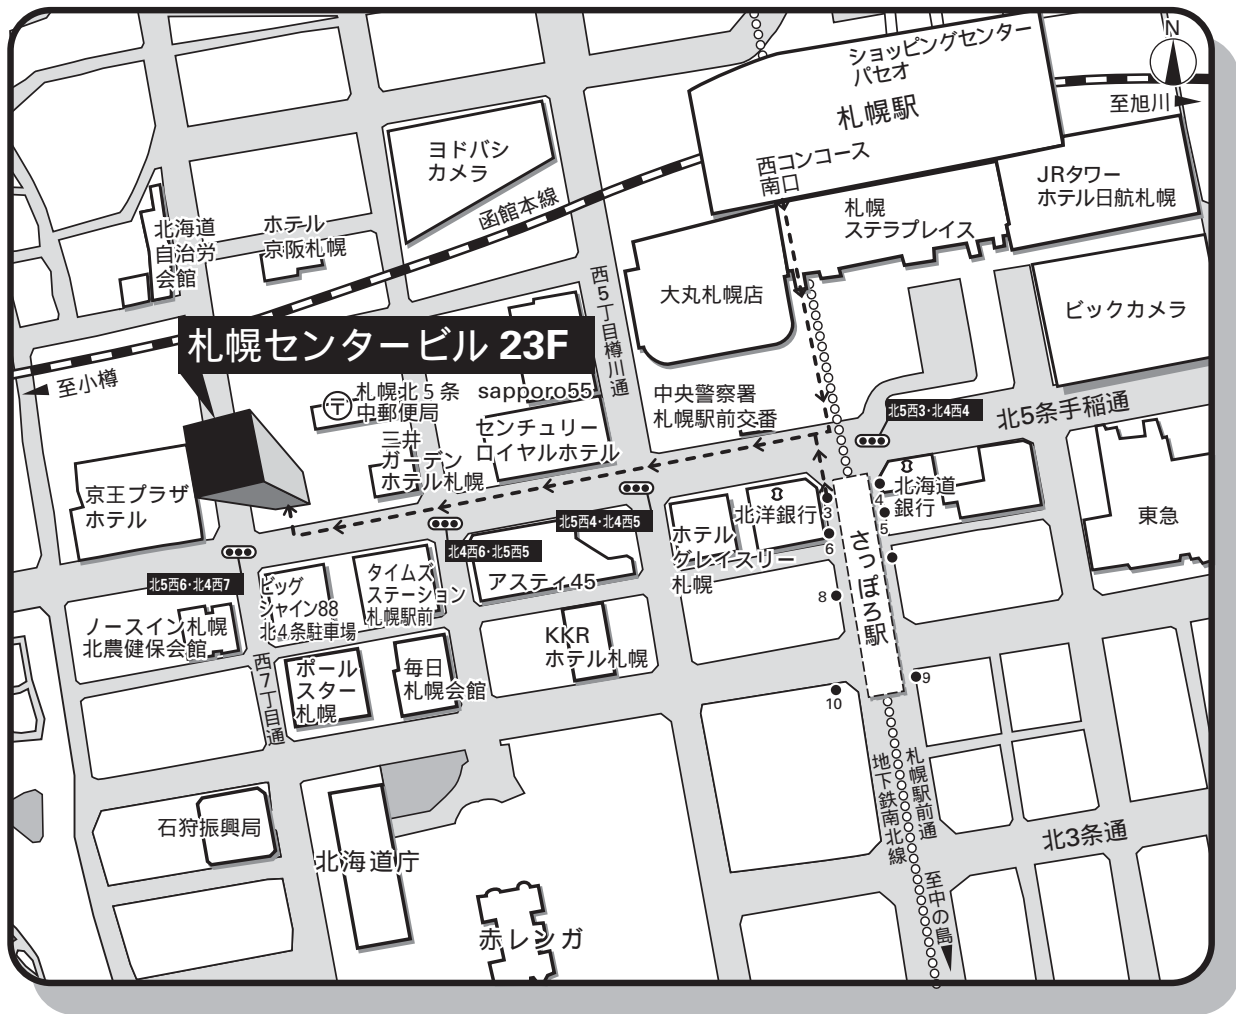 N
ショッピングセンター
パセオ
札幌駅
至旭川
西コンコース
南口
ヨドバシ
カメラ
函館本線
JRタワー
ホテル日航札幌
札幌
ステラプレイス
北海道
自治労
会館
ホテル
京阪札幌
西5丁目樽川通
大丸札幌店
ビックカメラ
札幌センタービル 23F
至小樽
札幌北5条
中郵便局
sapporo55
センチュリー
ロイヤルホテル
三井
ガーデン
ホテル札幌
中央警察署
札幌駅前交番
北5西3・北4西4
北5条手稲通
京王プラザ
ホテル
北海道
銀行
北洋銀行
東急
ホテル
グレイスリー
札幌
3
4
5
6
8
9
10
さっぽろ駅
北5西4・北4西5
北4西6・北5西5
北5西6・北4西7
アスティ45
タイムズ
ステーション
札幌駅前
ビッグ
シャイン88
北4条駐車場
ノースイン札幌
北農健保会館
KKR
ホテル札幌
西7丁目通
ポール
スター
札幌
毎日
札幌会館
地下鉄南北線
札幌駅前通
北3条通
石狩振興局
北海道庁
赤レンガ
至中の島